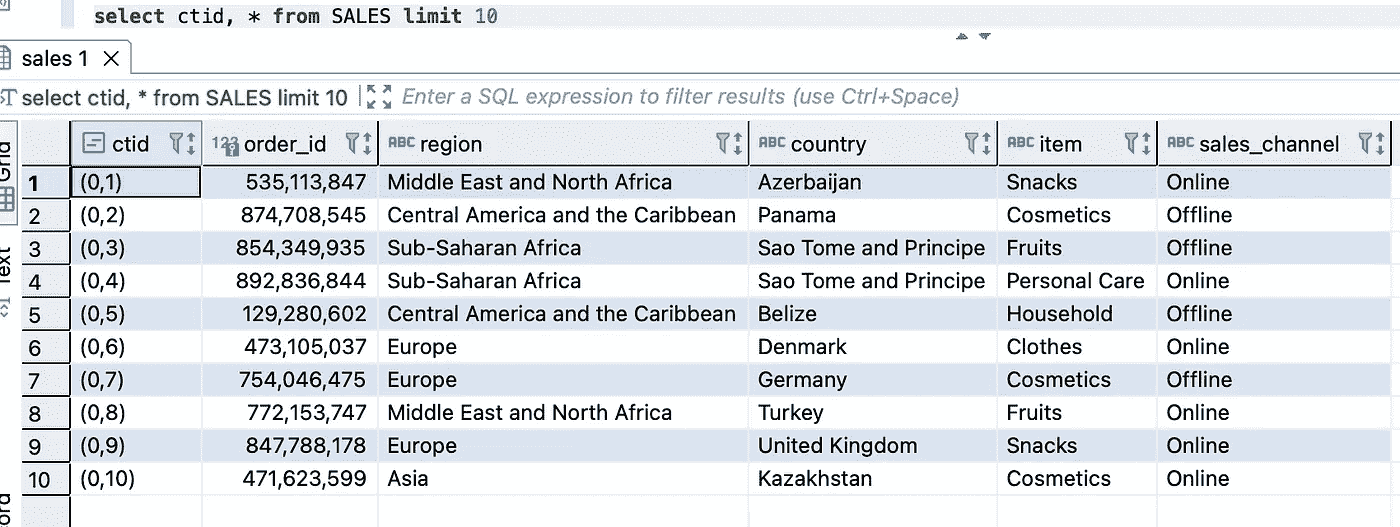 select ctid, * from SALES limit 10
sales 1
select ctid, * from SALES limit 10 Enter a SQL expression to filter results (use Ctrl+Space)
Grid
Text
ctid 123 order_id ABC region ABC country ABC item ABC sales_channel
1 (0,1) 535,113,847 Middle East and North Africa Azerbaijan Snacks Online
2 (0,2) 874,708,545 Central America and the Caribbean Panama Cosmetics Offline
3 (0,3) 854,349,935 Sub-Saharan Africa Sao Tome and Principe Fruits Offline
4 (0,4) 892,836,844 Sub-Saharan Africa Sao Tome and Principe Personal Care Online
5 (0,5) 129,280,602 Central America and the Caribbean Belize Household Offline
6 (0,6) 473,105,037 Europe Denmark Clothes Online
7 (0,7) 754,046,475 Europe Germany Cosmetics Offline
8 (0,8) 772,153,747 Middle East and North Africa Turkey Fruits Online
9 (0,9) 847,788,178 Europe United Kingdom Snacks Online
10 (0,10) 471,623,599 Asia Kazakhstan Cosmetics Online